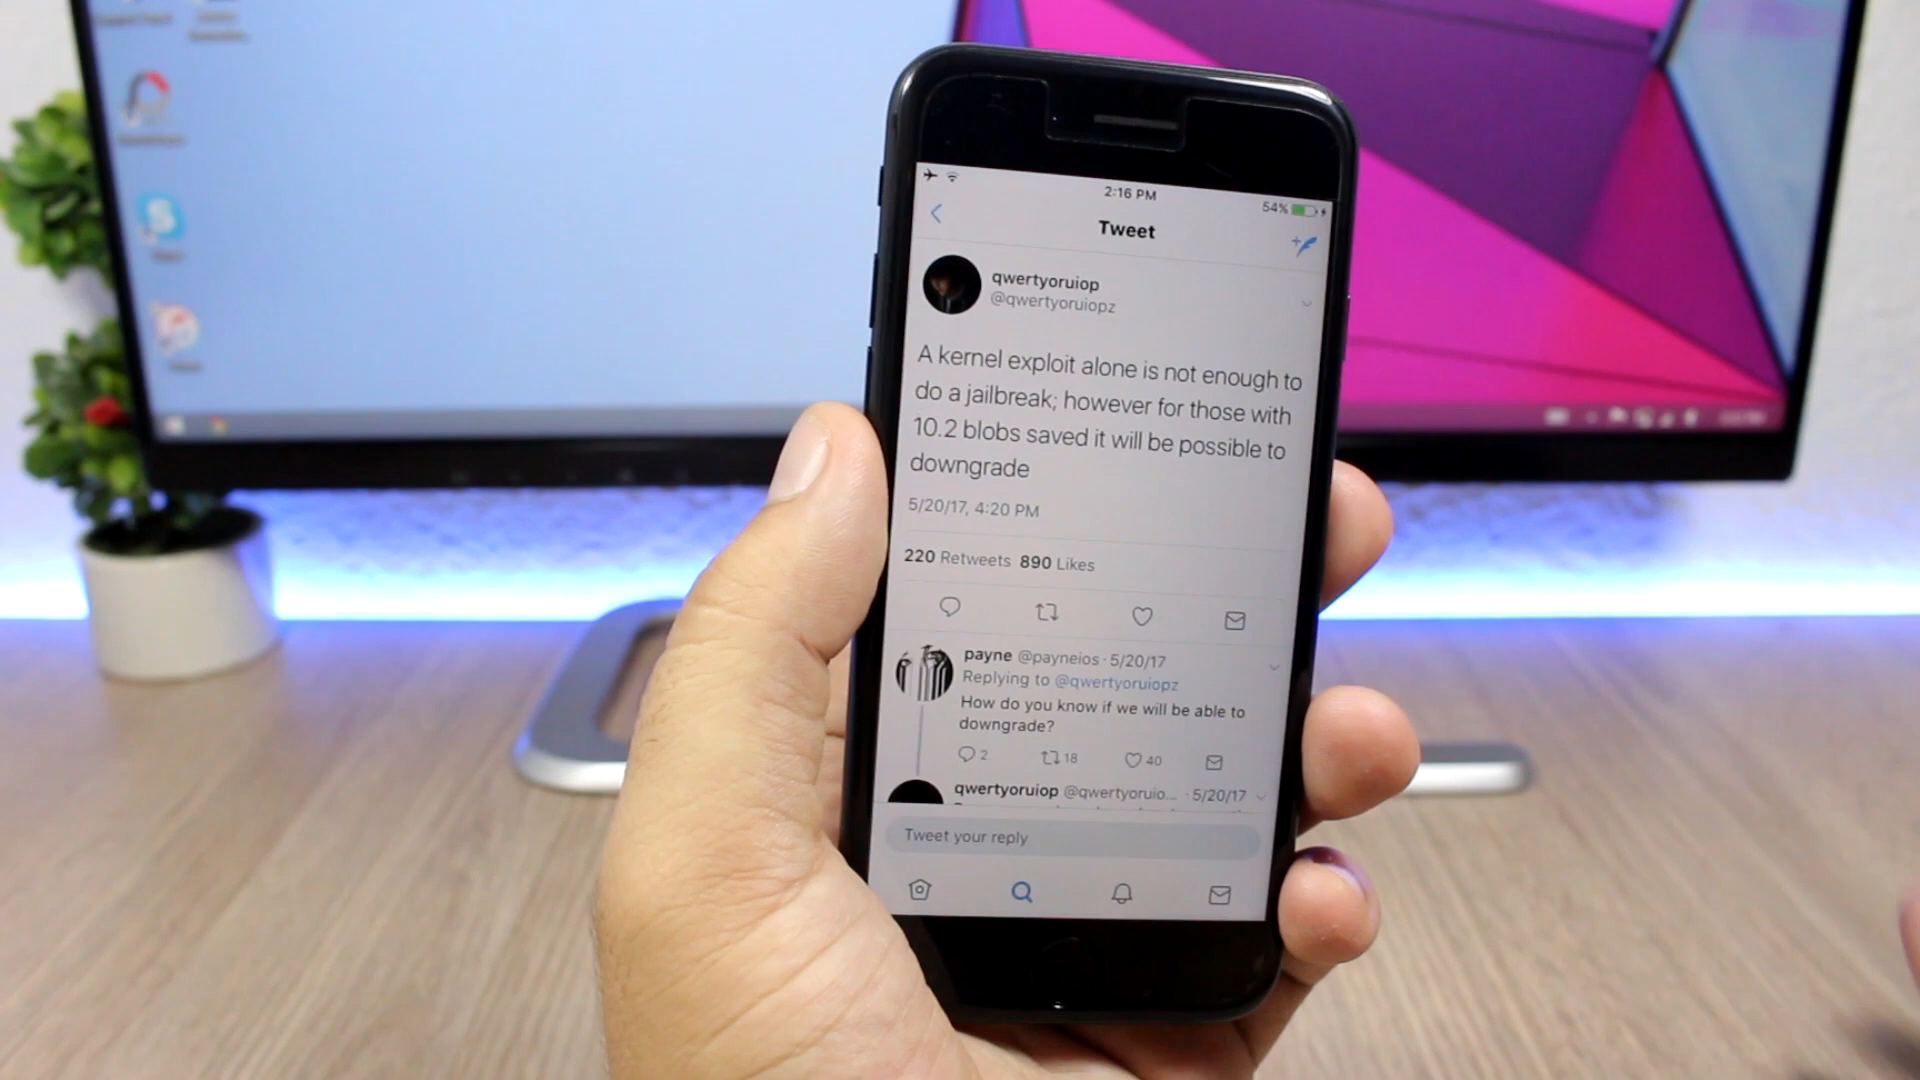 2:16 PM
54%
Tweet
qwertyoruiop
@qwertyoruiopz
A kernel exploit alone is not enough to
do a jailbreak; however for those with
10.2 blobs saved it will be possible to
downgrade
5/20/17, 4:20 PM
220 Retweets 890 Likes
payne @payneios · 5/20/17
Replying to @qwertyoruiopz
How do you know if we will be able to
downgrade?
2 18 40
qwertyoruiop @qwertyoruio... · 5/20/17
Tweet your reply